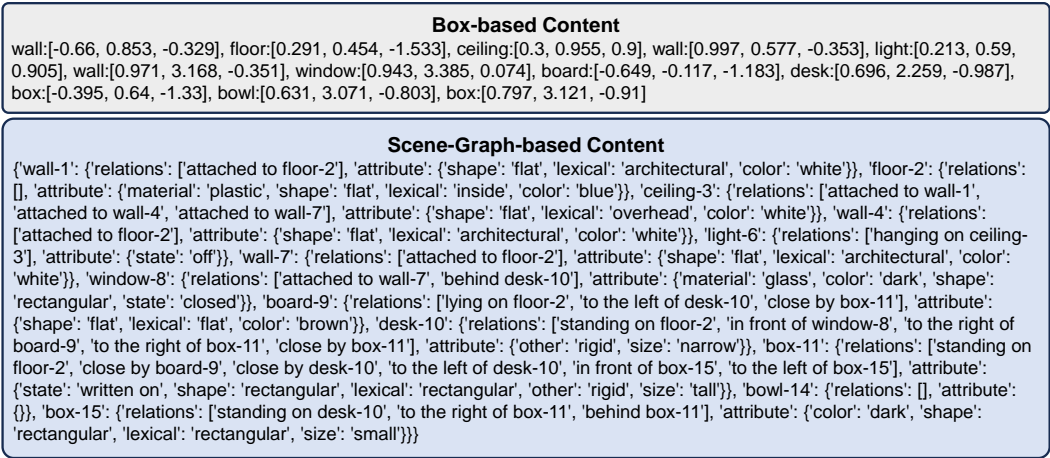 Box-based Content
wall:[-0.66, 0.853, -0.329], floor:[0.291, 0.454, -1.533], ceiling:[0.3, 0.955, 0.9], wall:[0.997, 0.577, -0.353], light:[0.213, 0.59,
0.905], wall:[0.971, 3.168, -0.351], window:[0.943, 3.385, 0.074], board:[-0.649, -0.117, -1.183], desk:[0.696, 2.259, -0.987],
box:[-0.395, 0.64, -1.33], bowl:[0.631, 3.071, -0.803], box:[0.797, 3.121, -0.91]
Scene-Graph-based Content
{'wall-1': {'relations': ['attached to floor-2'], 'attribute': {'shape': 'flat', 'lexical': 'architectural', 'color': 'white'}}, 'floor-2': {'relations':
[], 'attribute': {'material': 'plastic', 'shape': 'flat', 'lexical': 'inside', 'color': 'blue'}}, 'ceiling-3': {'relations': ['attached to wall-1',
'attached to wall-4', 'attached to wall-7'], 'attribute': {'shape': 'flat', 'lexical': 'overhead', 'color': 'white'}}, 'wall-4': {'relations':
['attached to floor-2'], 'attribute': {'shape': 'flat', 'lexical': 'architectural', 'color': 'white'}}, 'light-6': {'relations': ['hanging on ceiling-
3'], 'attribute': {'state': 'off'}}, 'wall-7': {'relations': ['attached to floor-2'], 'attribute': {'shape': 'flat', 'lexical': 'architectural', 'color':
'white'}}, 'window-8': {'relations': ['attached to wall-7', 'behind desk-10'], 'attribute': {'material': 'glass', 'color': 'dark', 'shape':
'rectangular', 'state': 'closed'}}, 'board-9': {'relations': ['lying on floor-2', 'to the left of desk-10', 'close by box-11'], 'attribute':
{'shape': 'flat', 'lexical': 'flat', 'color': 'brown'}}, 'desk-10': {'relations': ['standing on floor-2', 'in front of window-8', 'to the right of
board-9', 'to the right of box-11', 'close by box-11'], 'attribute': {'other': 'rigid', 'size': 'narrow'}}, 'box-11': {'relations': ['standing on
floor-2', 'close by board-9', 'close by desk-10', 'to the left of desk-10', 'in front of box-15', 'to the left of box-15'], 'attribute':
{'state': 'written on', 'shape': 'rectangular', 'lexical': 'rectangular', 'other': 'rigid', 'size': 'tall'}}, 'bowl-14': {'relations': [], 'attribute':
{}}, 'box-15': {'relations': ['standing on desk-10', 'to the right of box-11', 'behind box-11'], 'attribute': {'color': 'dark', 'shape':
'rectangular', 'lexical': 'rectangular', 'size': 'small'}}}